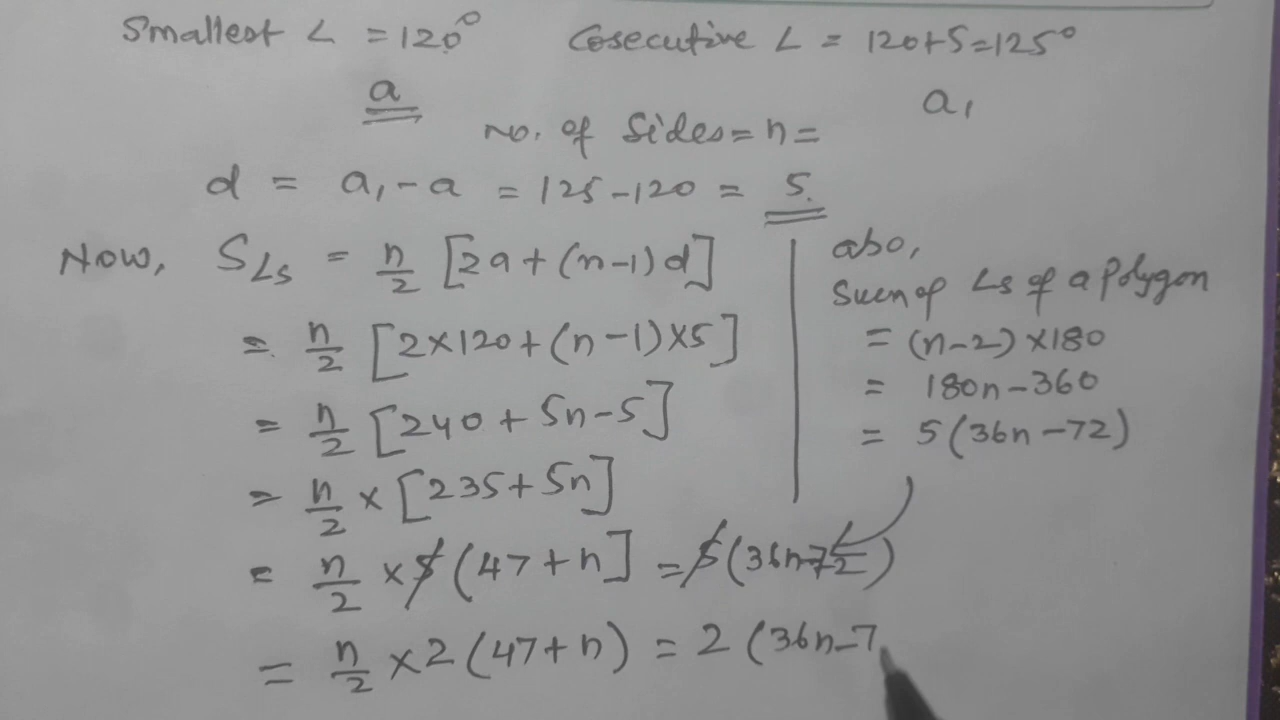 Smallest ∠ = 120° Cosecutive ∠ = 120+5=125°
a a₁
no. of Sides = n =
d = a₁-a = 125-120 = 5.
Now, S∠s = n/2 [2a+(n-1)d]
= n/2 [2×120+(n-1)×5]
= n/2 [240+5n-5]
= n/2 × [235+5n]
= n/2 ×5(47+n] = 5(36n-72)
= n/2 ×2(47+n) = 2(36n-7
also,
Sum of ∠s of a Polygon
= (n-2)×180
= 180n-360
= 5(36n-72)